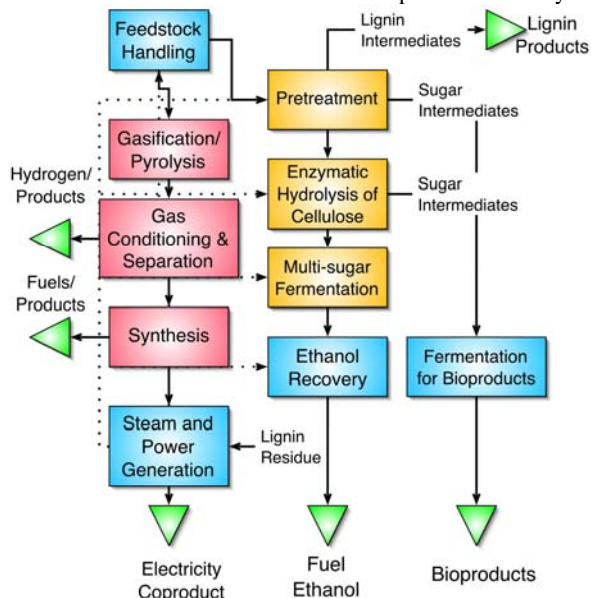 Feedstock
Handling
Lignin
Intermediates
Lignin
Products
Pretreatment
Sugar
Intermediates
Gasification/
Pyrolysis
Hydrogen/
Products
Enzymatic
Hydrolysis of
Cellulose
Sugar
Intermediates
Gas
Conditioning &
Separation
Multi-sugar
Fermentation
Fuels/
Products
Synthesis
Ethanol
Recovery
Fermentation
for Bioproducts
Steam and
Power
Generation
Lignin
Residue
Electricity
Coproduct
Fuel
Ethanol
Bioproducts